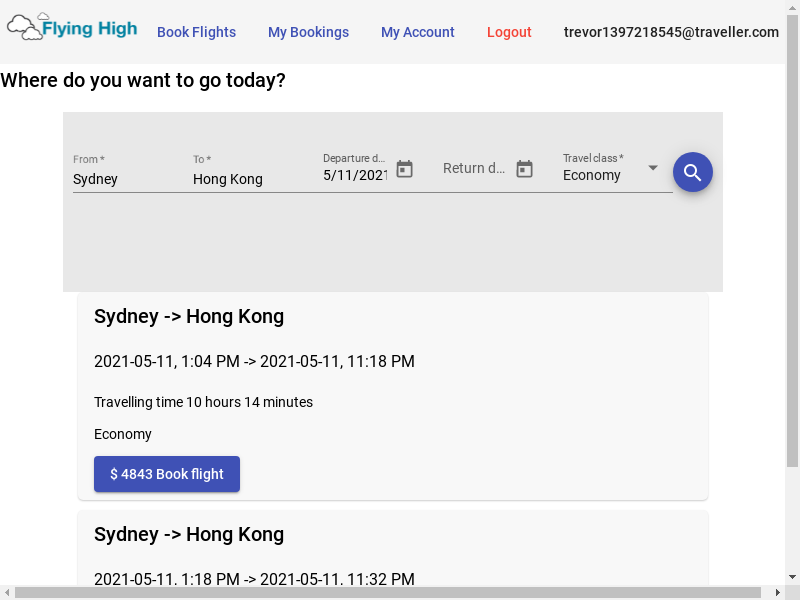 Flying High Book Flights My Bookings My Account Logout trevor1397218545@traveller.com
Where do you want to go today?
From * To * Departure d... Travel class *
Sydney Hong Kong 5/11/2021 Return d... Economy
Sydney -> Hong Kong
2021-05-11, 1:04 PM -> 2021-05-11, 11:18 PM
Travelling time 10 hours 14 minutes
Economy
$ 4843 Book flight
Sydney -> Hong Kong
2021-05-11, 1:18 PM -> 2021-05-11, 11:32 PM